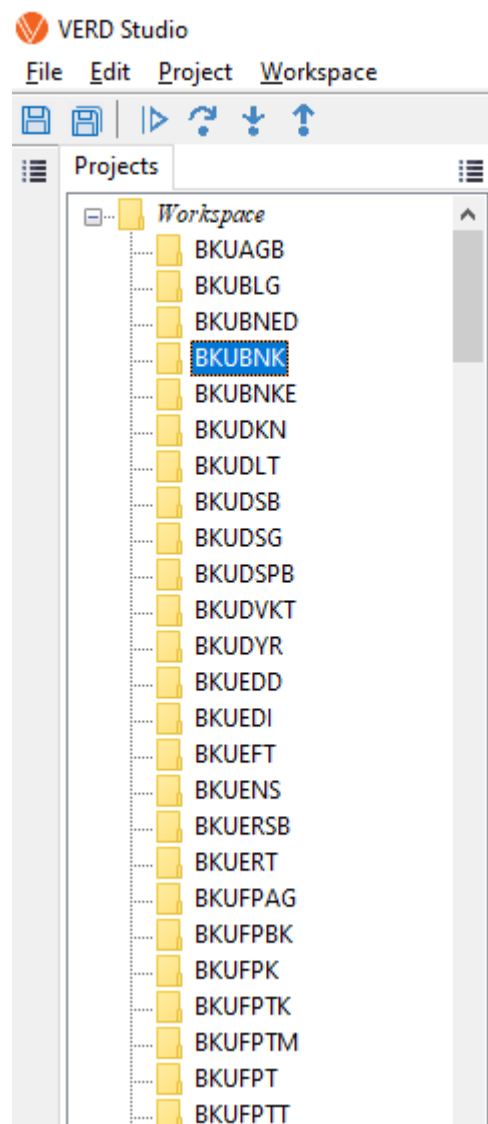 VERD Studio
File Edit Project Workspace
Projects
Workspace
BKUAGB
BKUBLG
BKUBNED
BKUBNK
BKUBNKE
BKUDKN
BKUDLT
BKUDSB
BKUDSG
BKUDSPB
BKUDVKT
BKUDYR
BKUEDD
BKUEDI
BKUEFT
BKUENS
BKUERSB
BKUERT
BKUFPAG
BKUFPBK
BKUFPK
BKUFPTK
BKUFPTM
BKUFPT
BKUFPTT